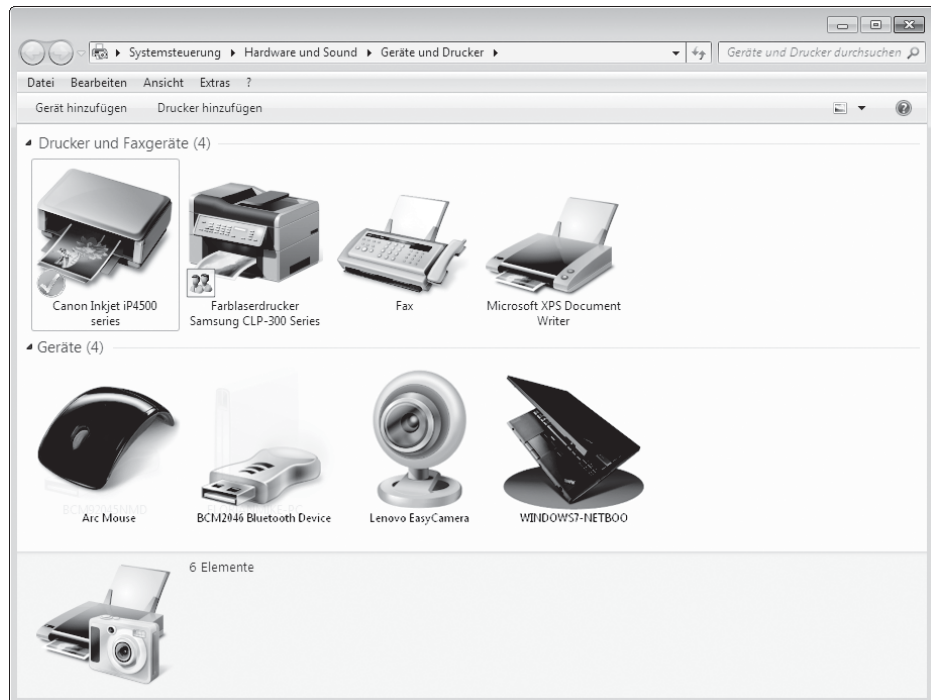 Systemsteuerung Hardware und Sound Geräte und Drucker
Geräte und Drucker durchsuchen
Datei Bearbeiten Ansicht Extras ?
Gerät hinzufügen Drucker hinzufügen
Drucker und Faxgeräte (4)
Canon Inkjet iP4500
series
Farblaserdrucker
Samsung CLP-300 Series
Fax
Microsoft XPS Document
Writer
Geräte (4)
Arc Mouse
BCM2046 Bluetooth Device
Lenovo EasyCamera
WINDOWS7-NETBOO
6 Elemente